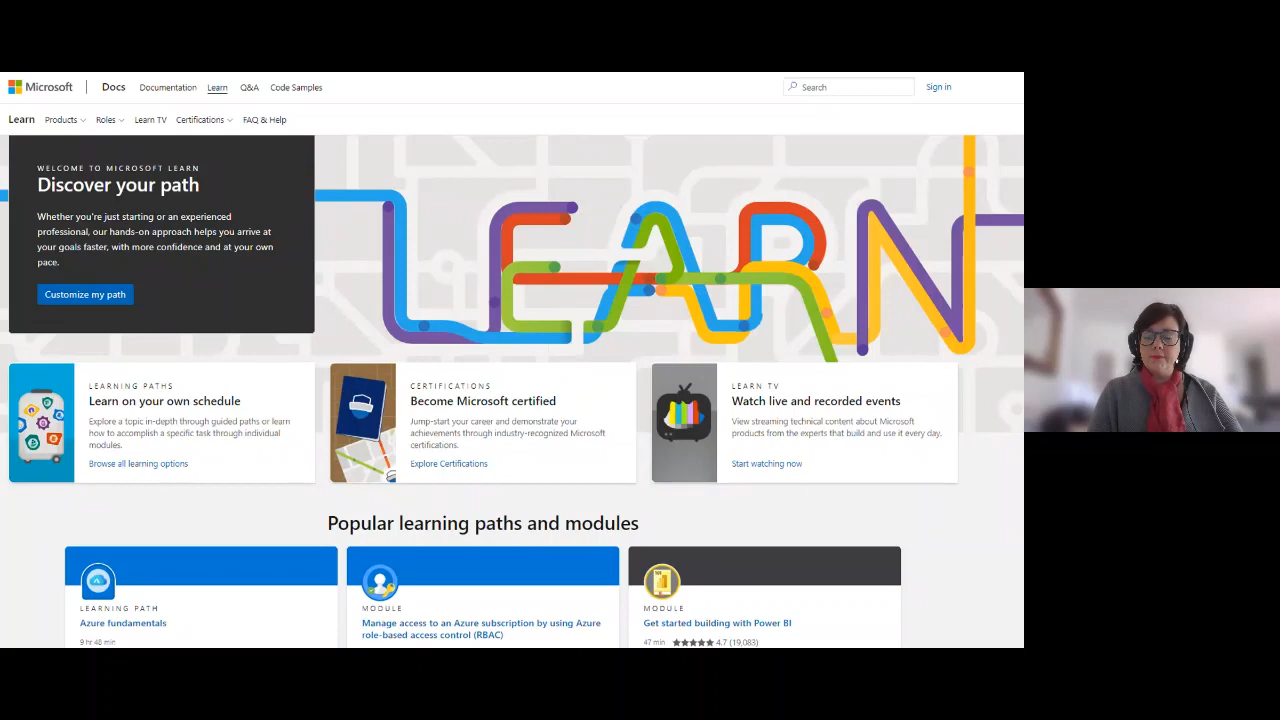 Microsoft Docs Documentation Learn Q&A Code Samples Search Sign in
Learn Products Roles Learn TV Certifications FAQ & Help
WELCOME TO MICROSOFT LEARN
Discover your path
Whether you're just starting or an experienced
professional, our hands-on approach helps you arrive at
your goals faster, with more confidence and at your own
pace.
Customize my path
LEARN
LEARNING PATHS
Learn on your own schedule
Explore a topic in-depth through guided paths or learn
how to accomplish a specific task through individual
modules.
Browse all learning options
CERTIFICATIONS
Become Microsoft certified
Jump-start your career and demonstrate your
achievements through industry-recognized Microsoft
certifications.
Explore Certifications
LEARN TV
Watch live and recorded events
View streaming technical content about Microsoft
products from the experts that build and use it every day.
Start watching now
Popular learning paths and modules
LEARNING PATH
Azure fundamentals
9 hr 48 min
MODULE
Manage access to an Azure subscription by using Azure
role-based access control (RBAC)
MODULE
Get started building with Power BI
47 min 4.7 (19,083)